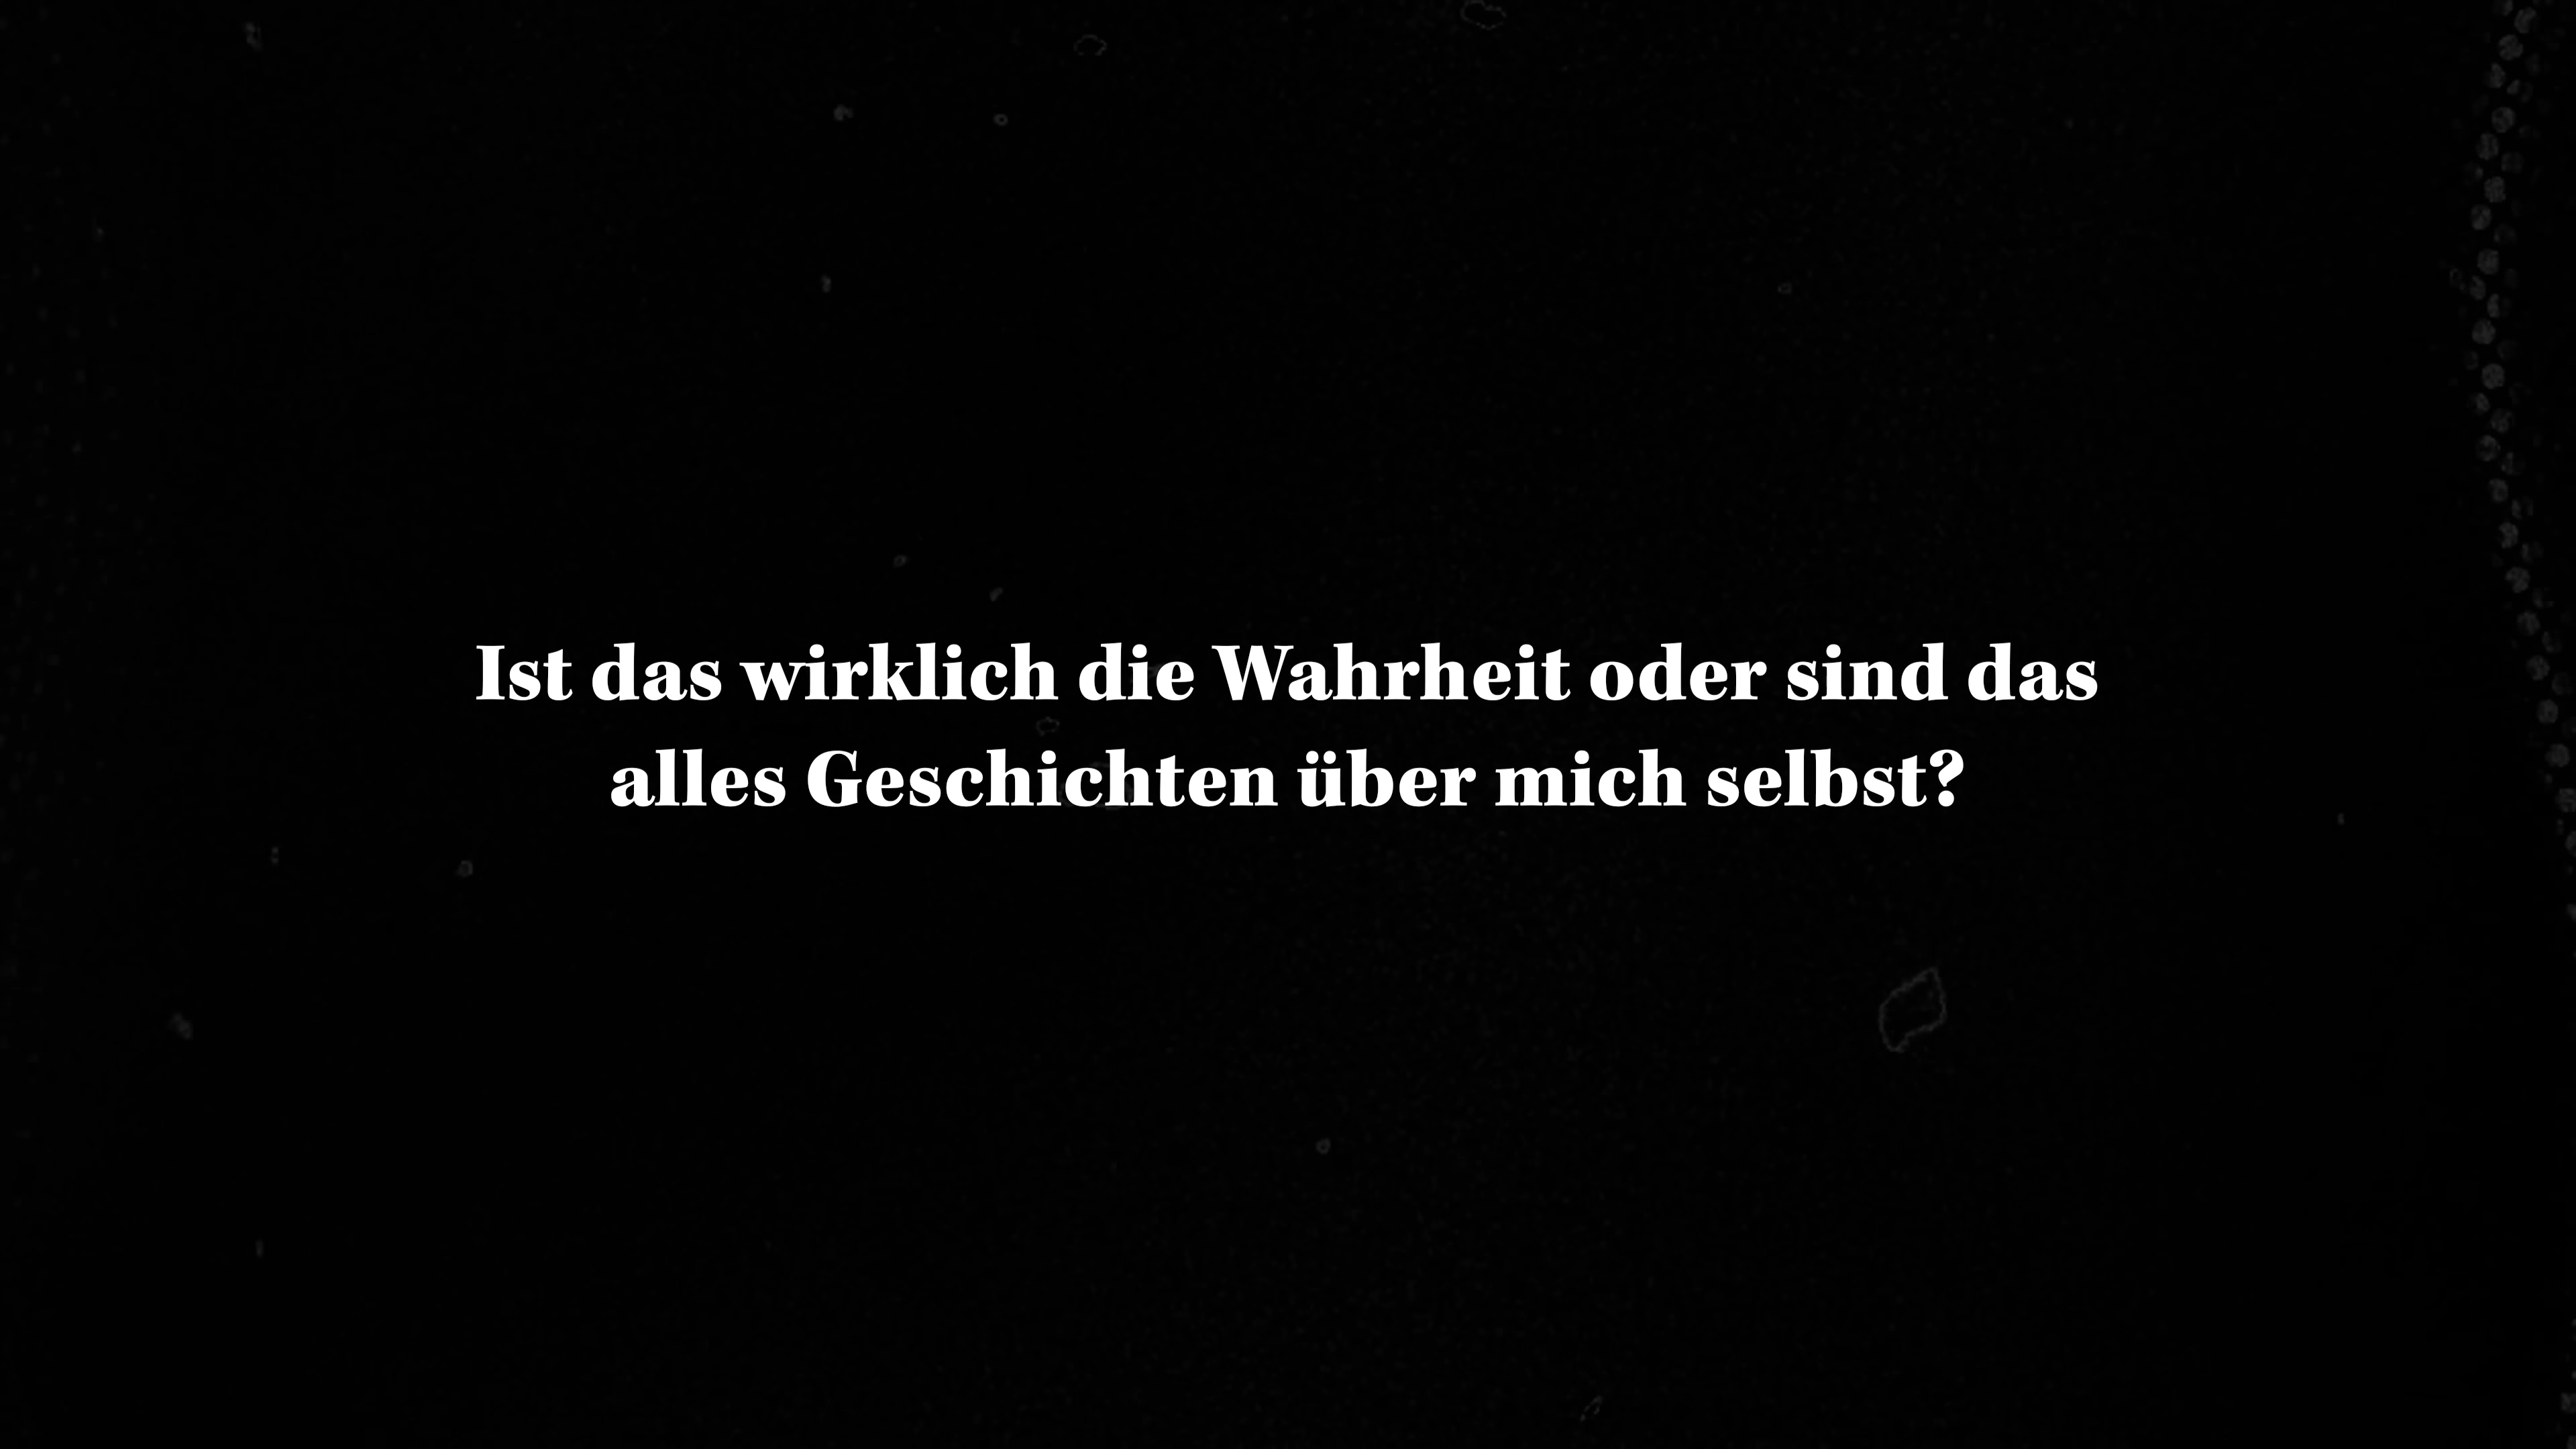 Ist das wirklich die Wahrheit oder sind das
alles Geschichten über mich selbst?